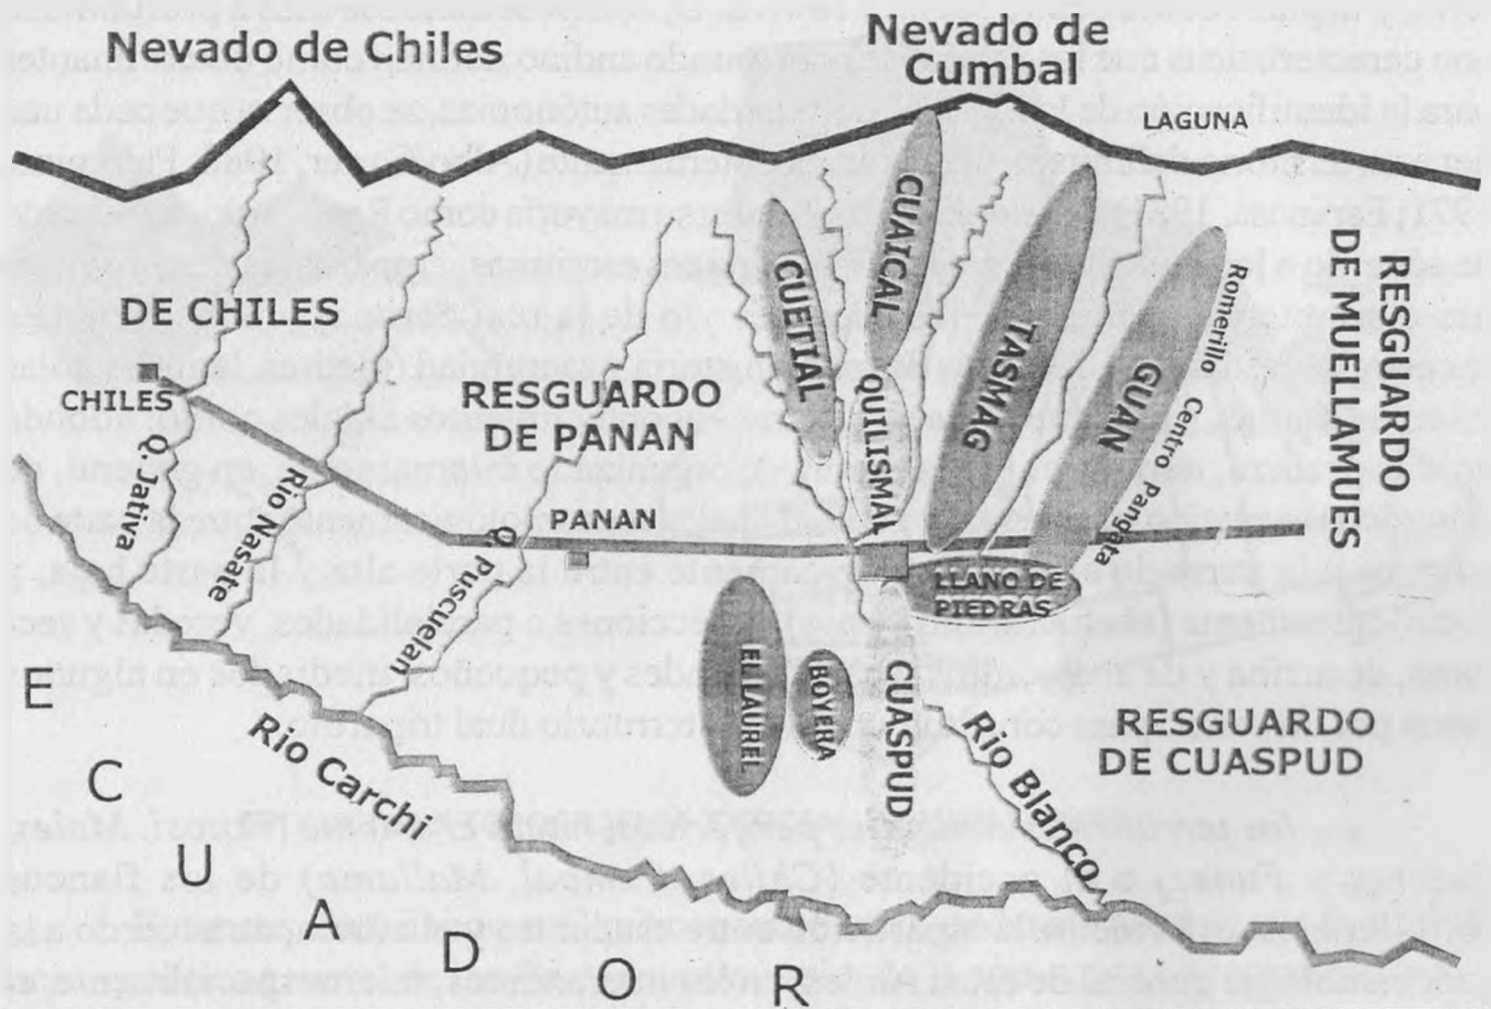 Nevado de Chiles
Nevado de
Cumbal
LAGUNA
DE CHILES
CHILES
Q. Jativa
Rio Nasate
RESGUARDO
DE PANAN
PANAN
Q Puscuelan
CUETIAL
CUAICAL
QUILISMAL
TASMAG
GUAN
Romerillo Centro Pangata
RESGUARDO
DE MUELLAMUES
LLANO DE
PIEDRAS
EL LAUREL
BOYERA
CUASPUD
Rio Blanco
RESGUARDO
DE CUASPUD
Rio Carchi
E C U A D O R